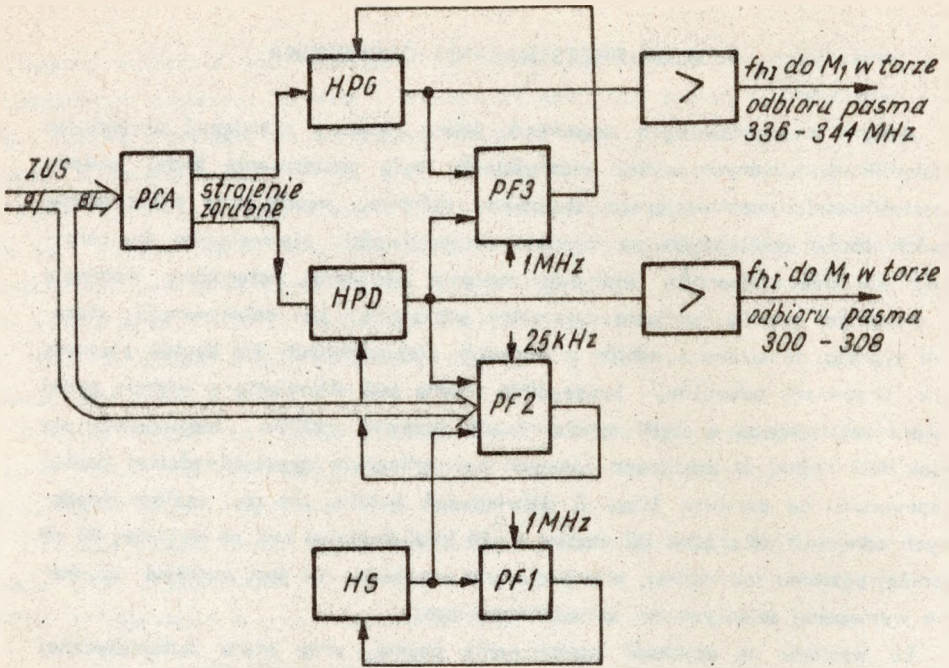 HPG
>
fh1 do M1 w torze
odbioru pasma
336 - 344 MHz
ZUS
9
8
PCA
strojenie
zgrubne
PF3
1MHz
HPD
>
fh1 do M1 w torze
odbioru pasma
300 - 308
25kHz
PF2
1MHz
HS
PF1